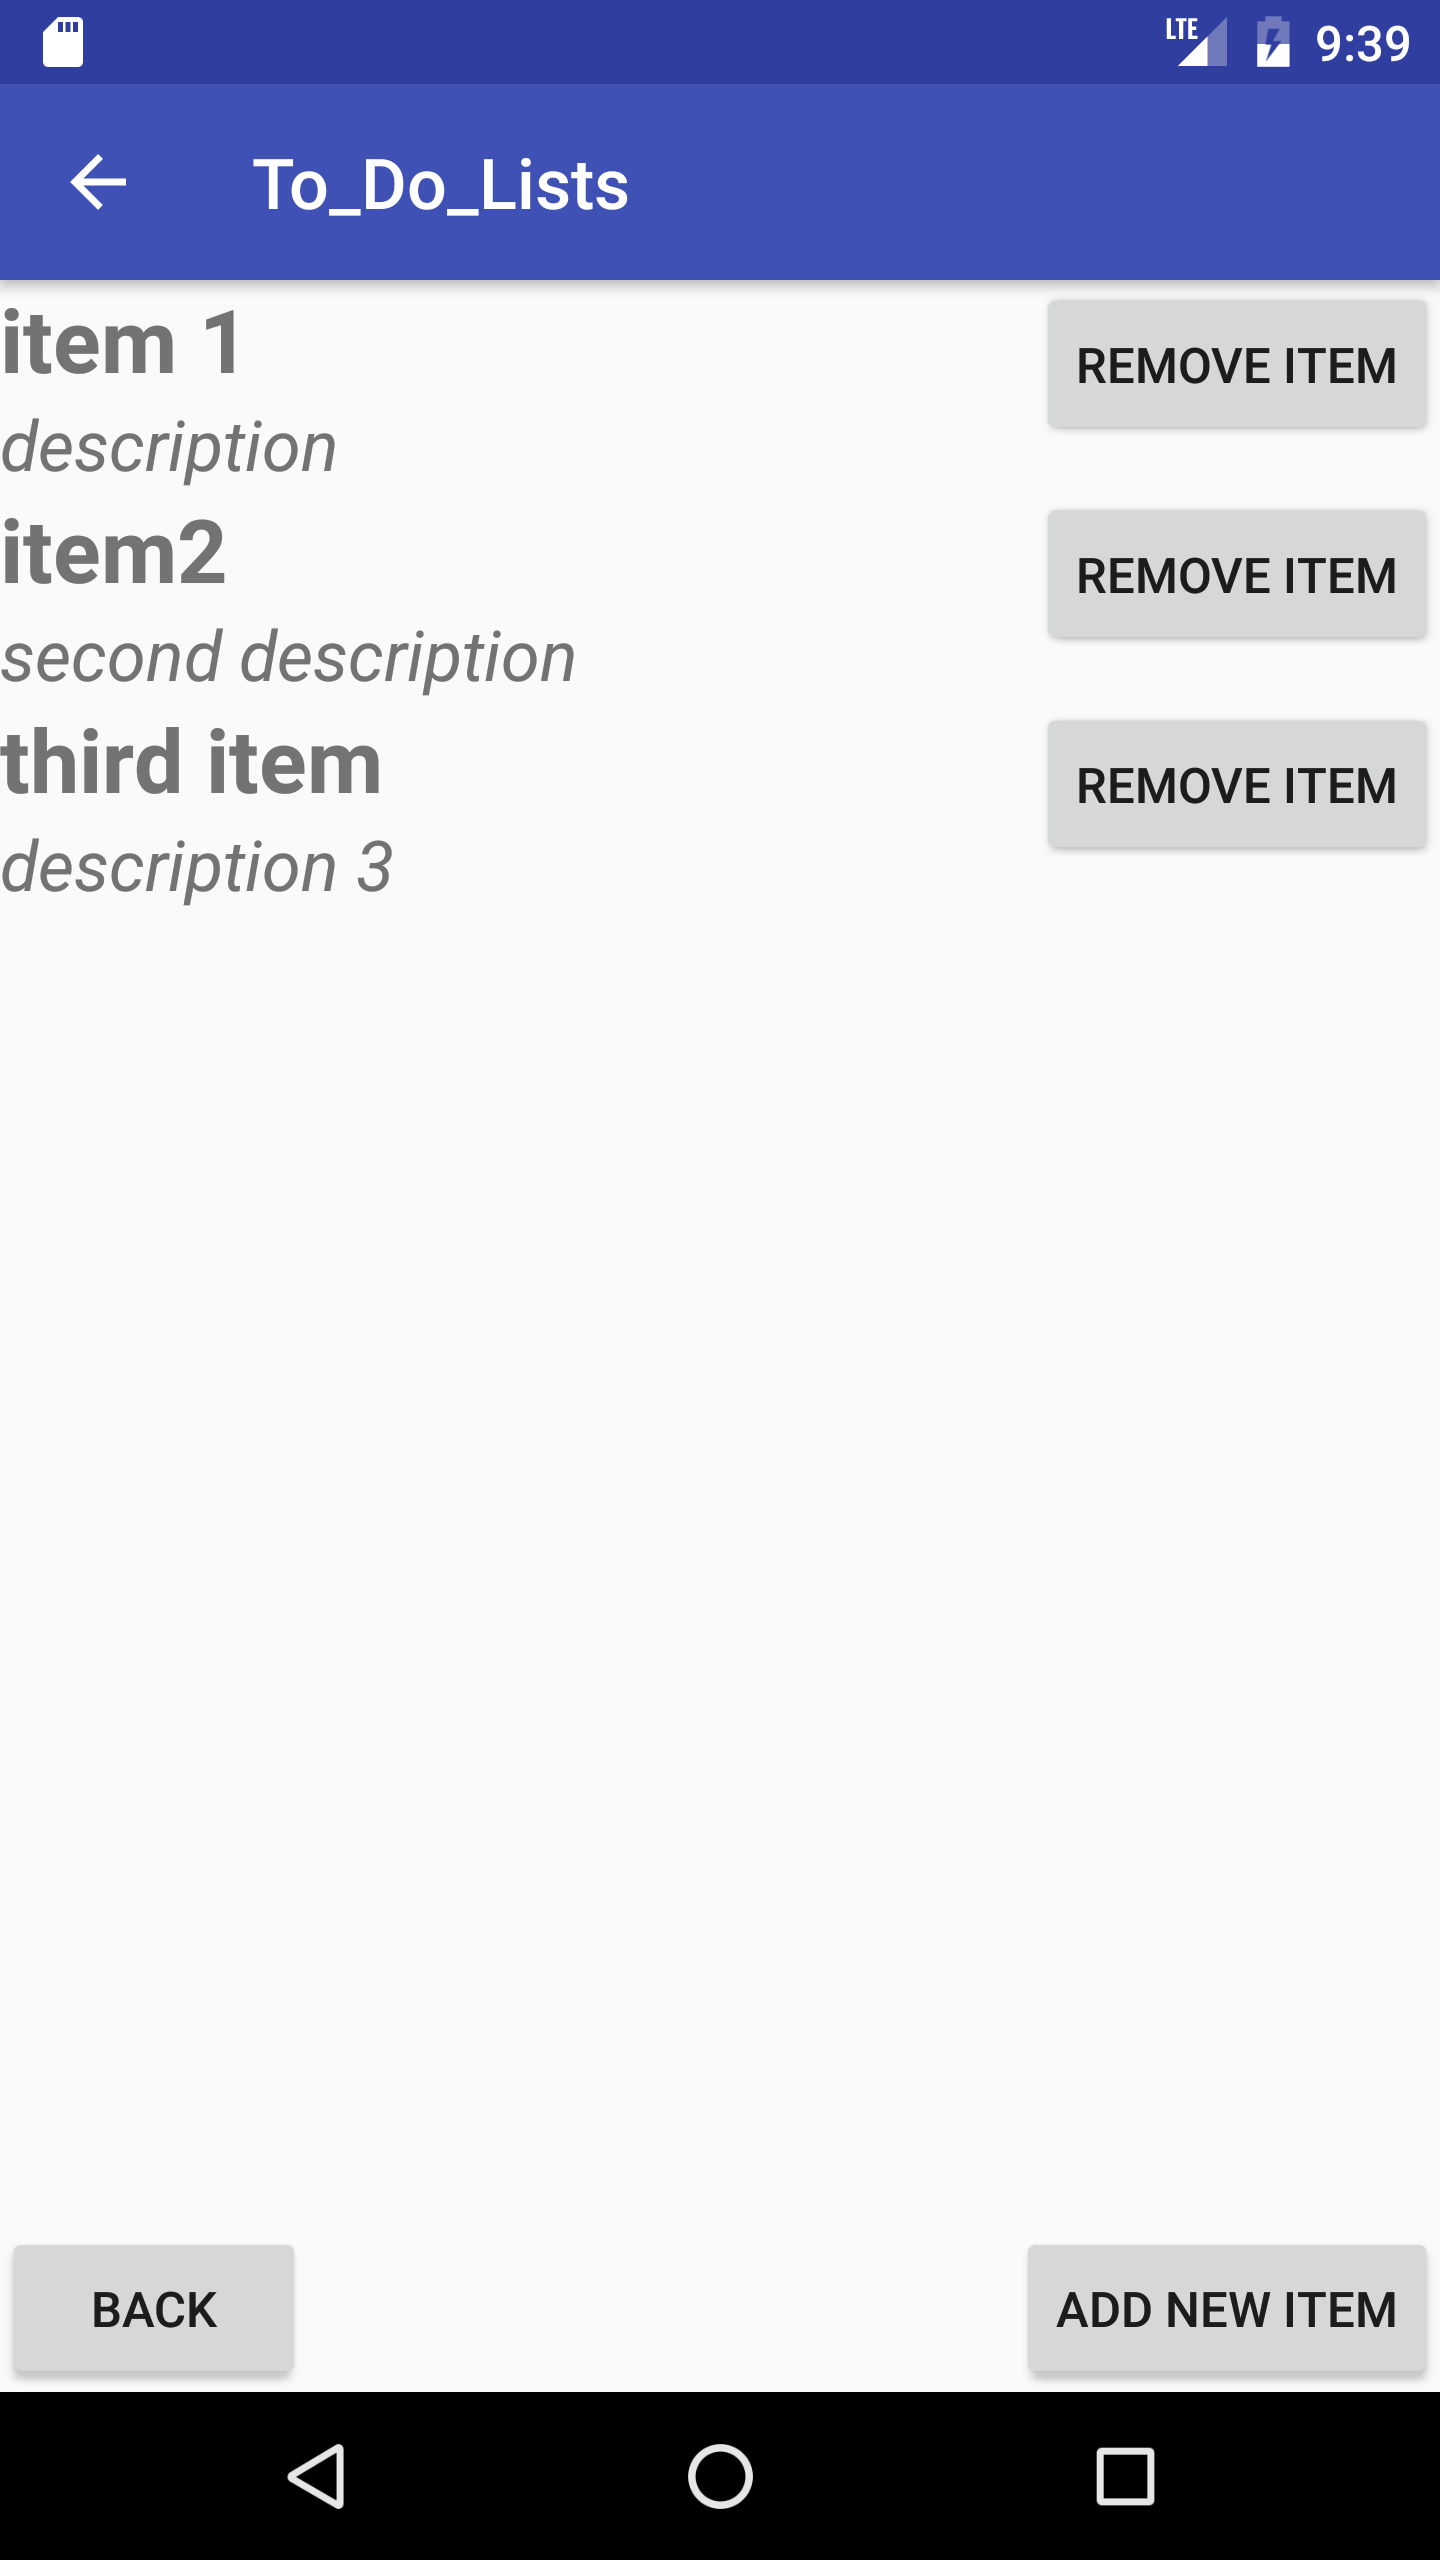 LTE 9:39
To_Do_Lists
item 1
REMOVE ITEM
description
item2
REMOVE ITEM
second description
third item
REMOVE ITEM
description 3
BACK
ADD NEW ITEM